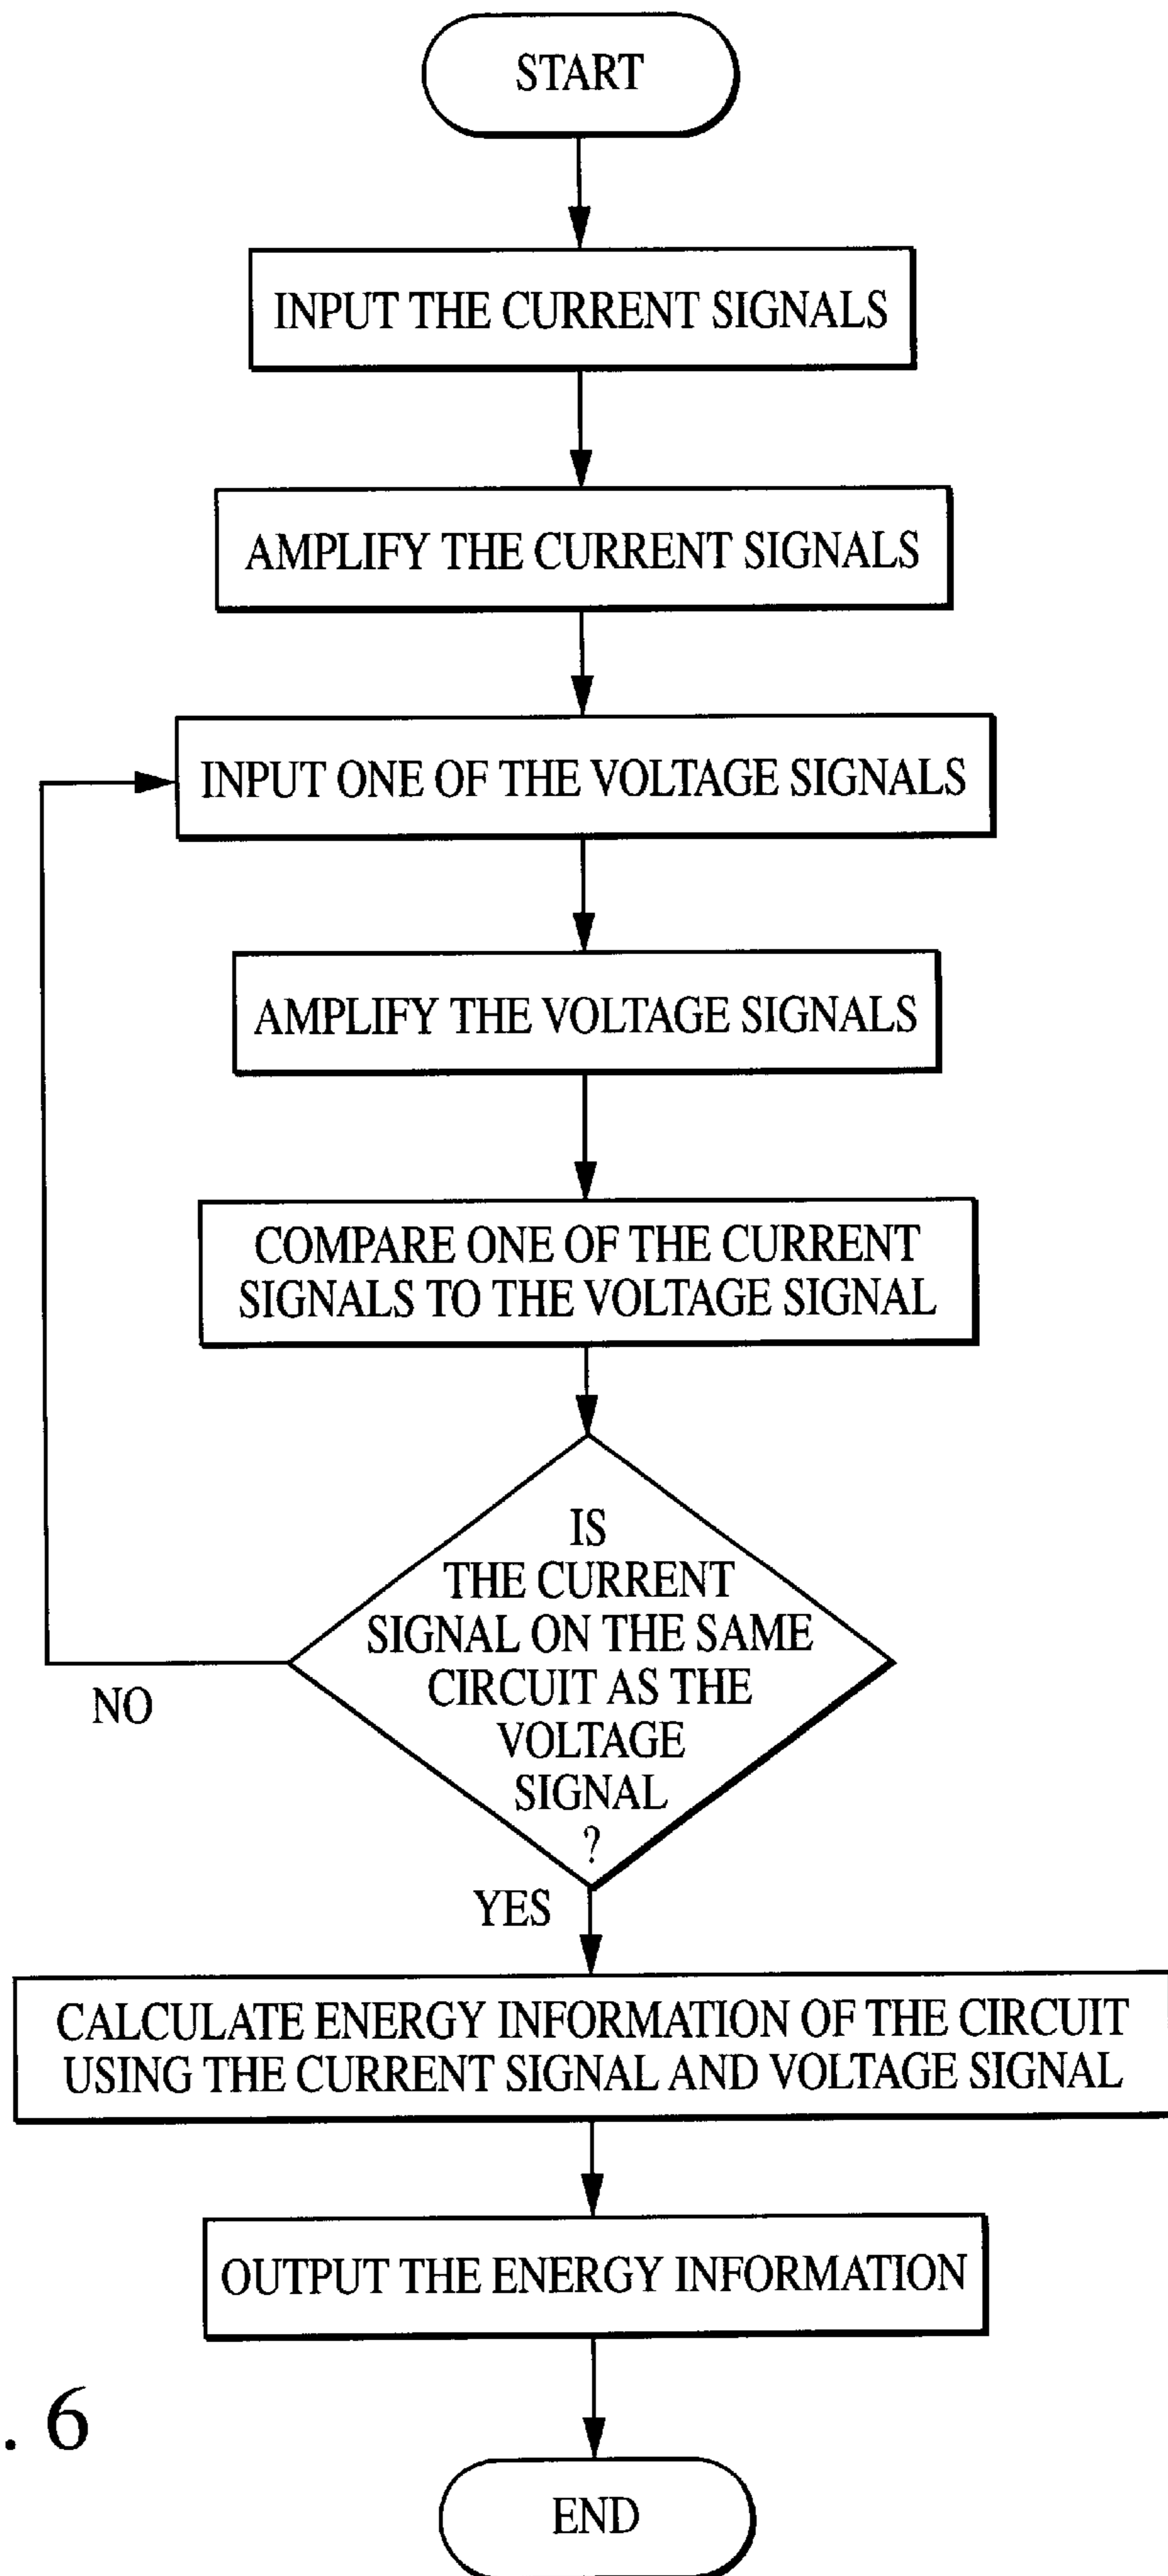 START
INPUT THE CURRENT SIGNALS
AMPLIFY THE CURRENT SIGNALS
INPUT ONE OF THE VOLTAGE SIGNALS
AMPLIFY THE VOLTAGE SIGNALS
COMPARE ONE OF THE CURRENT
SIGNALS TO THE VOLTAGE SIGNAL
IS
THE CURRENT
SIGNAL ON THE SAME
CIRCUIT AS THE
VOLTAGE
SIGNAL
?
NO
YES
CALCULATE ENERGY INFORMATION OF THE CIRCUIT
USING THE CURRENT SIGNAL AND VOLTAGE SIGNAL
OUTPUT THE ENERGY INFORMATION
. 6
END